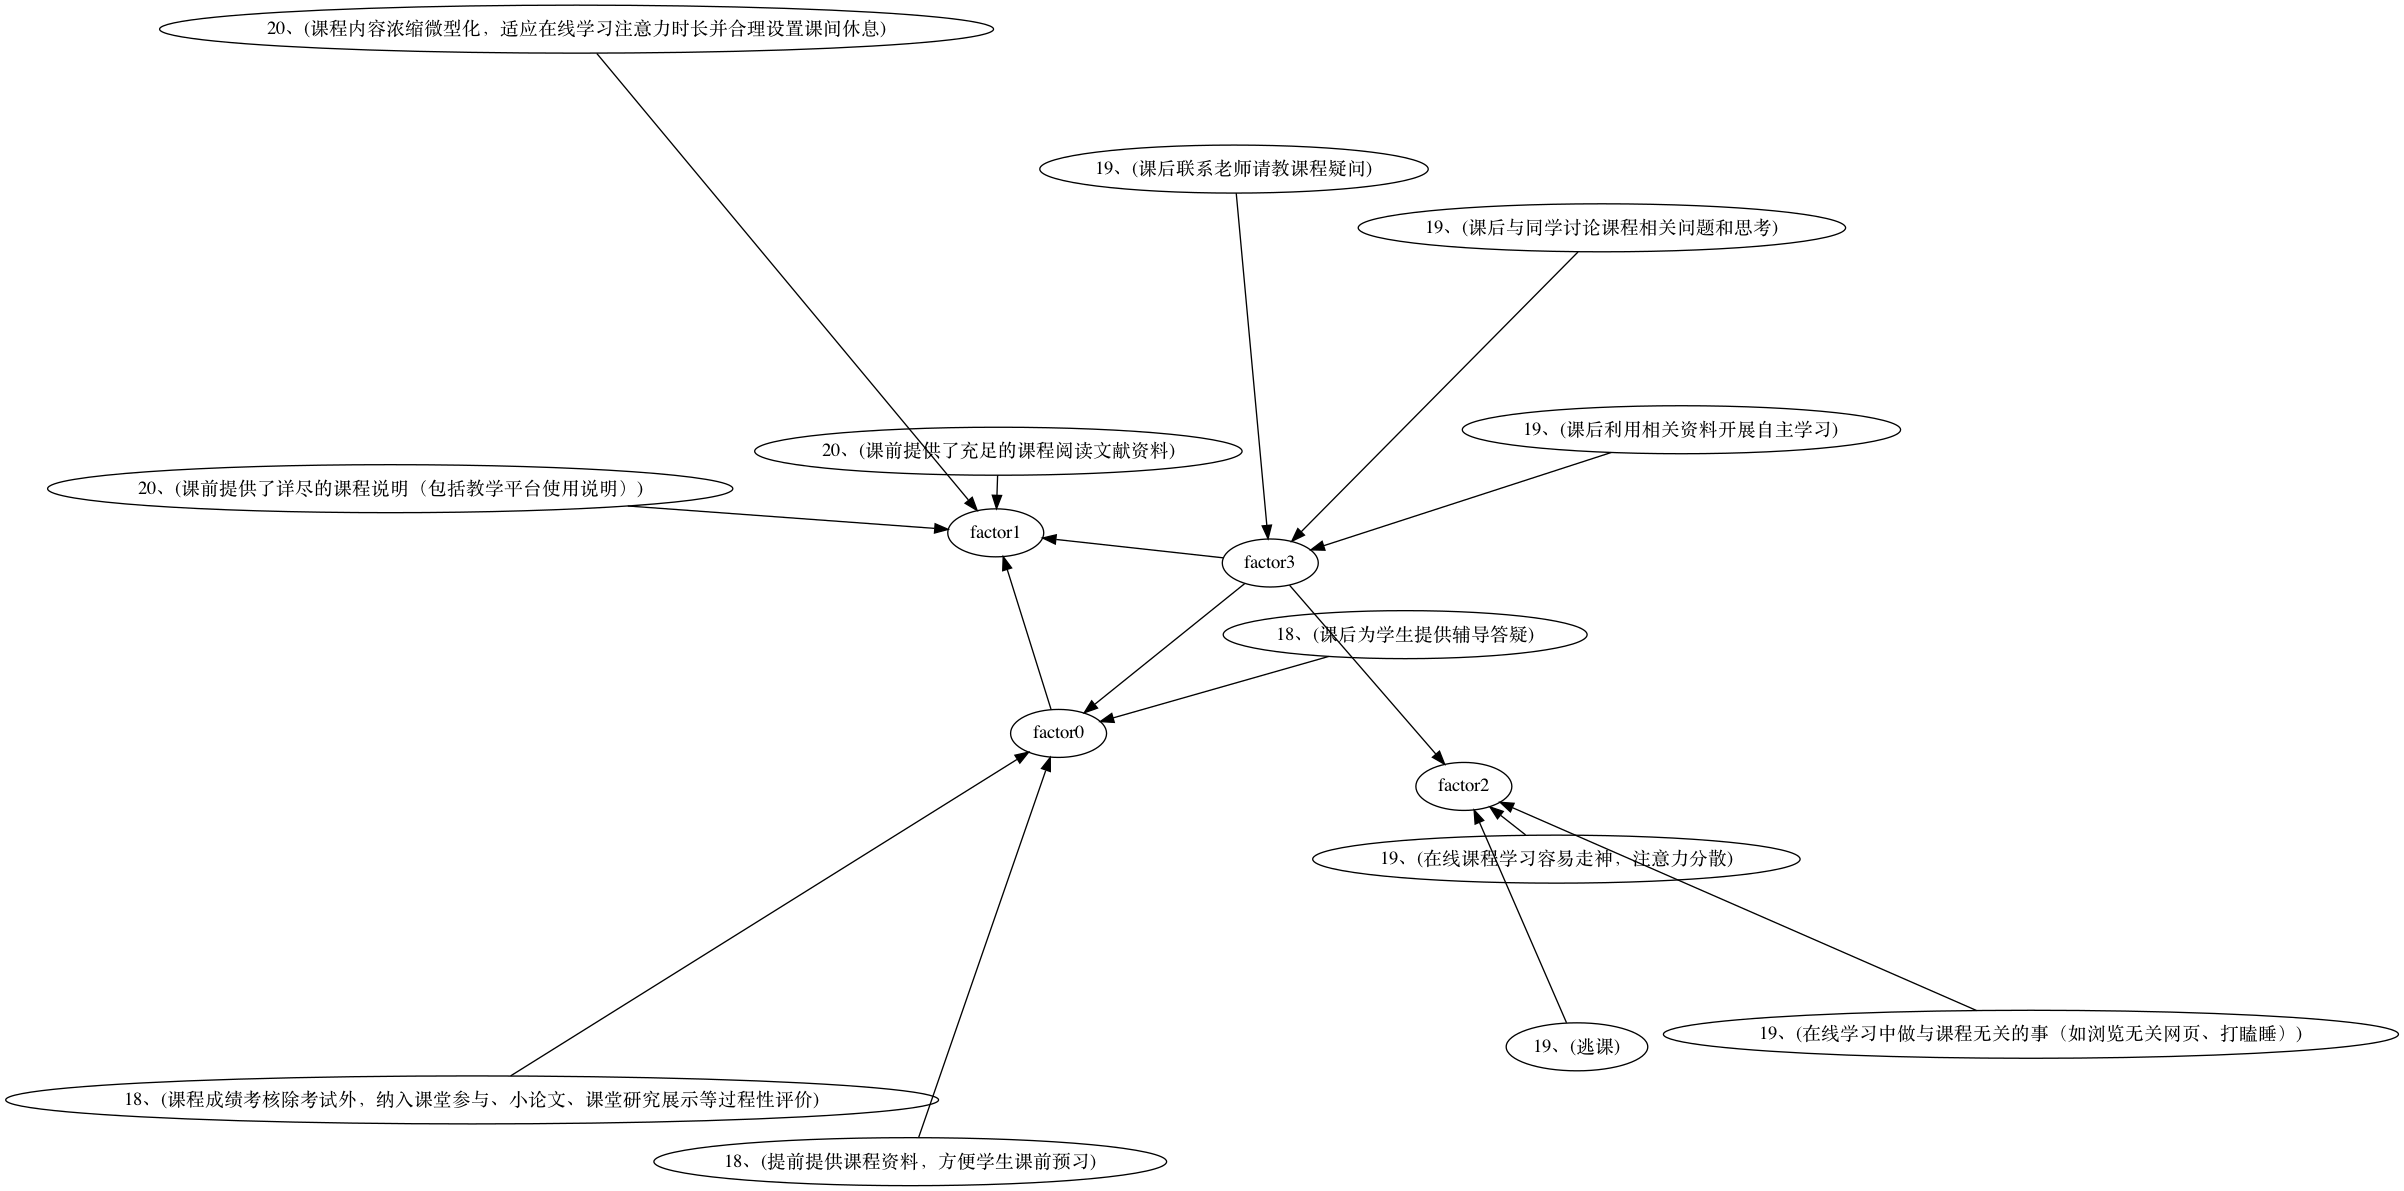 20、(课程内容浓缩微型化，适应在线学习注意力时长并合理设置课间休息)
19、(课后联系老师请教课程疑问)
19、(课后与同学讨论课程相关问题和思考)
19、(课后利用相关资料开展自主学习)
20、(课前提供了充足的课程阅读文献资料)
20、(课前提供了详尽的课程说明（包括教学平台使用说明）)
factor1
factor3
18、(课后为学生提供辅导答疑)
factor0
factor2
19、(在线课程学习容易走神，注意力分散)
19、(在线学习中做与课程无关的事（如浏览无关网页、打瞌睡）)
19、(逃课)
18、(课程成绩考核除考试外，纳入课堂参与、小论文、课堂研究展示等过程性评价)
18、(提前提供课程资料，方便学生课前预习)